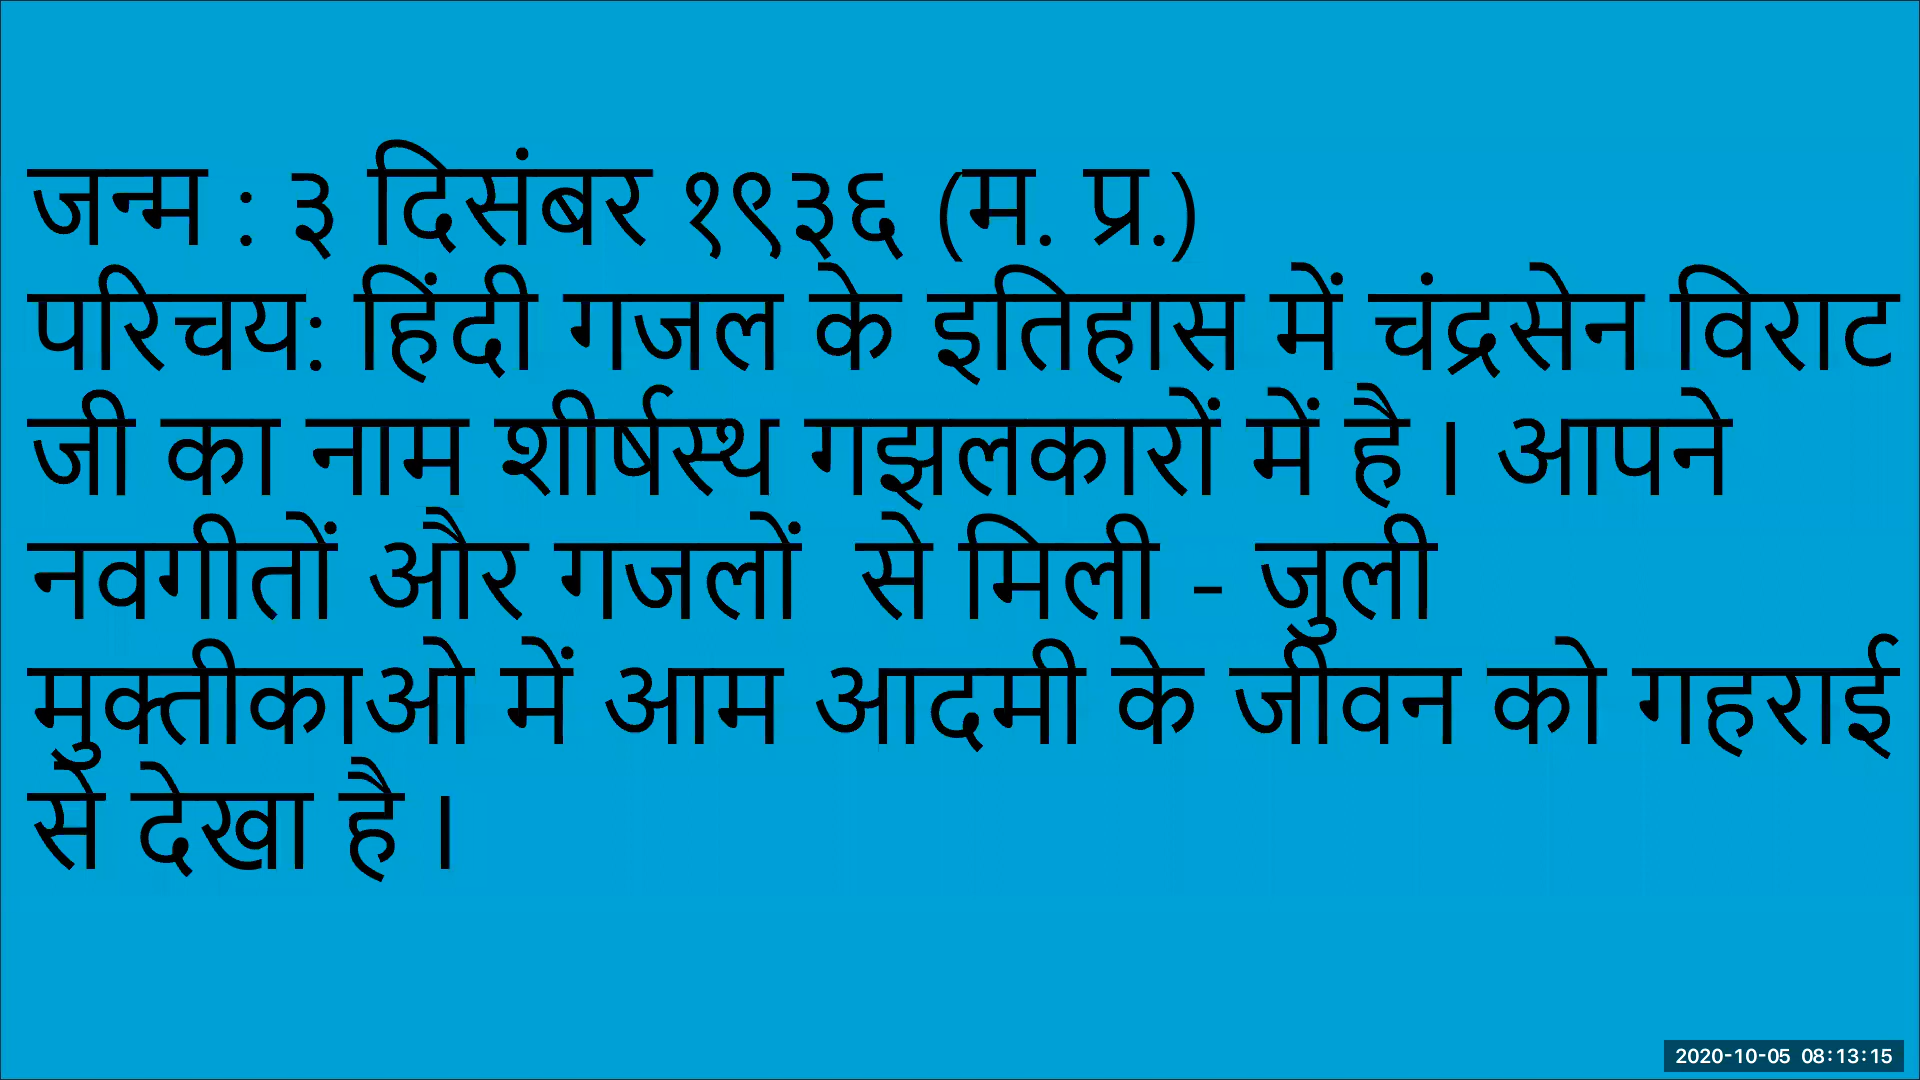 जन्म : ३ दिसंबर १९३६ (म. प्र.)
परिचय: हिंदी गजल के इतिहास में चंद्रसेन विराट
जी का नाम शीर्षस्थ गझलकारों में है । आपने
नवगीतों और गजलों  से मिली - जुली
मुक्तीकाओ में आम आदमी के जीवन को गहराई
से देखा है ।
2020-10-05 08:13:15